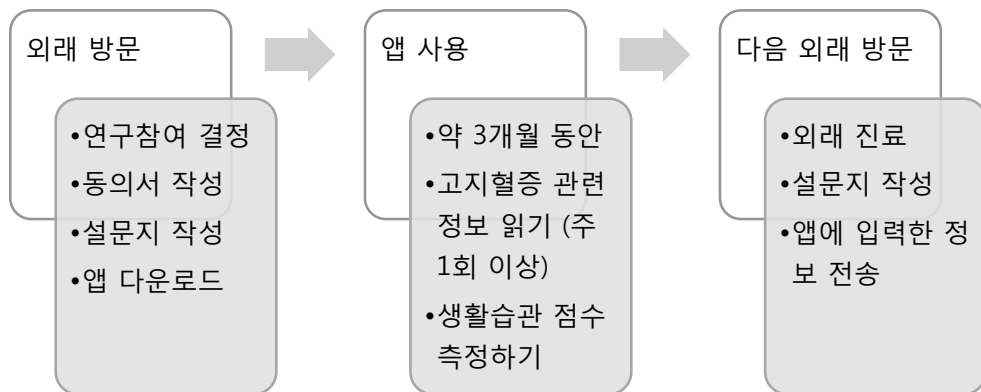 외래 방문
•연구참여 결정
•동의서 작성
•설문지 작성
•앱 다운로드
앱 사용
•약 3개월 동안
•고지혈증 관련
정보 읽기 (주
1회 이상)
•생활습관 점수
측정하기
다음 외래 방문
•외래 진료
•설문지 작성
•앱에 입력한 정
보 전송